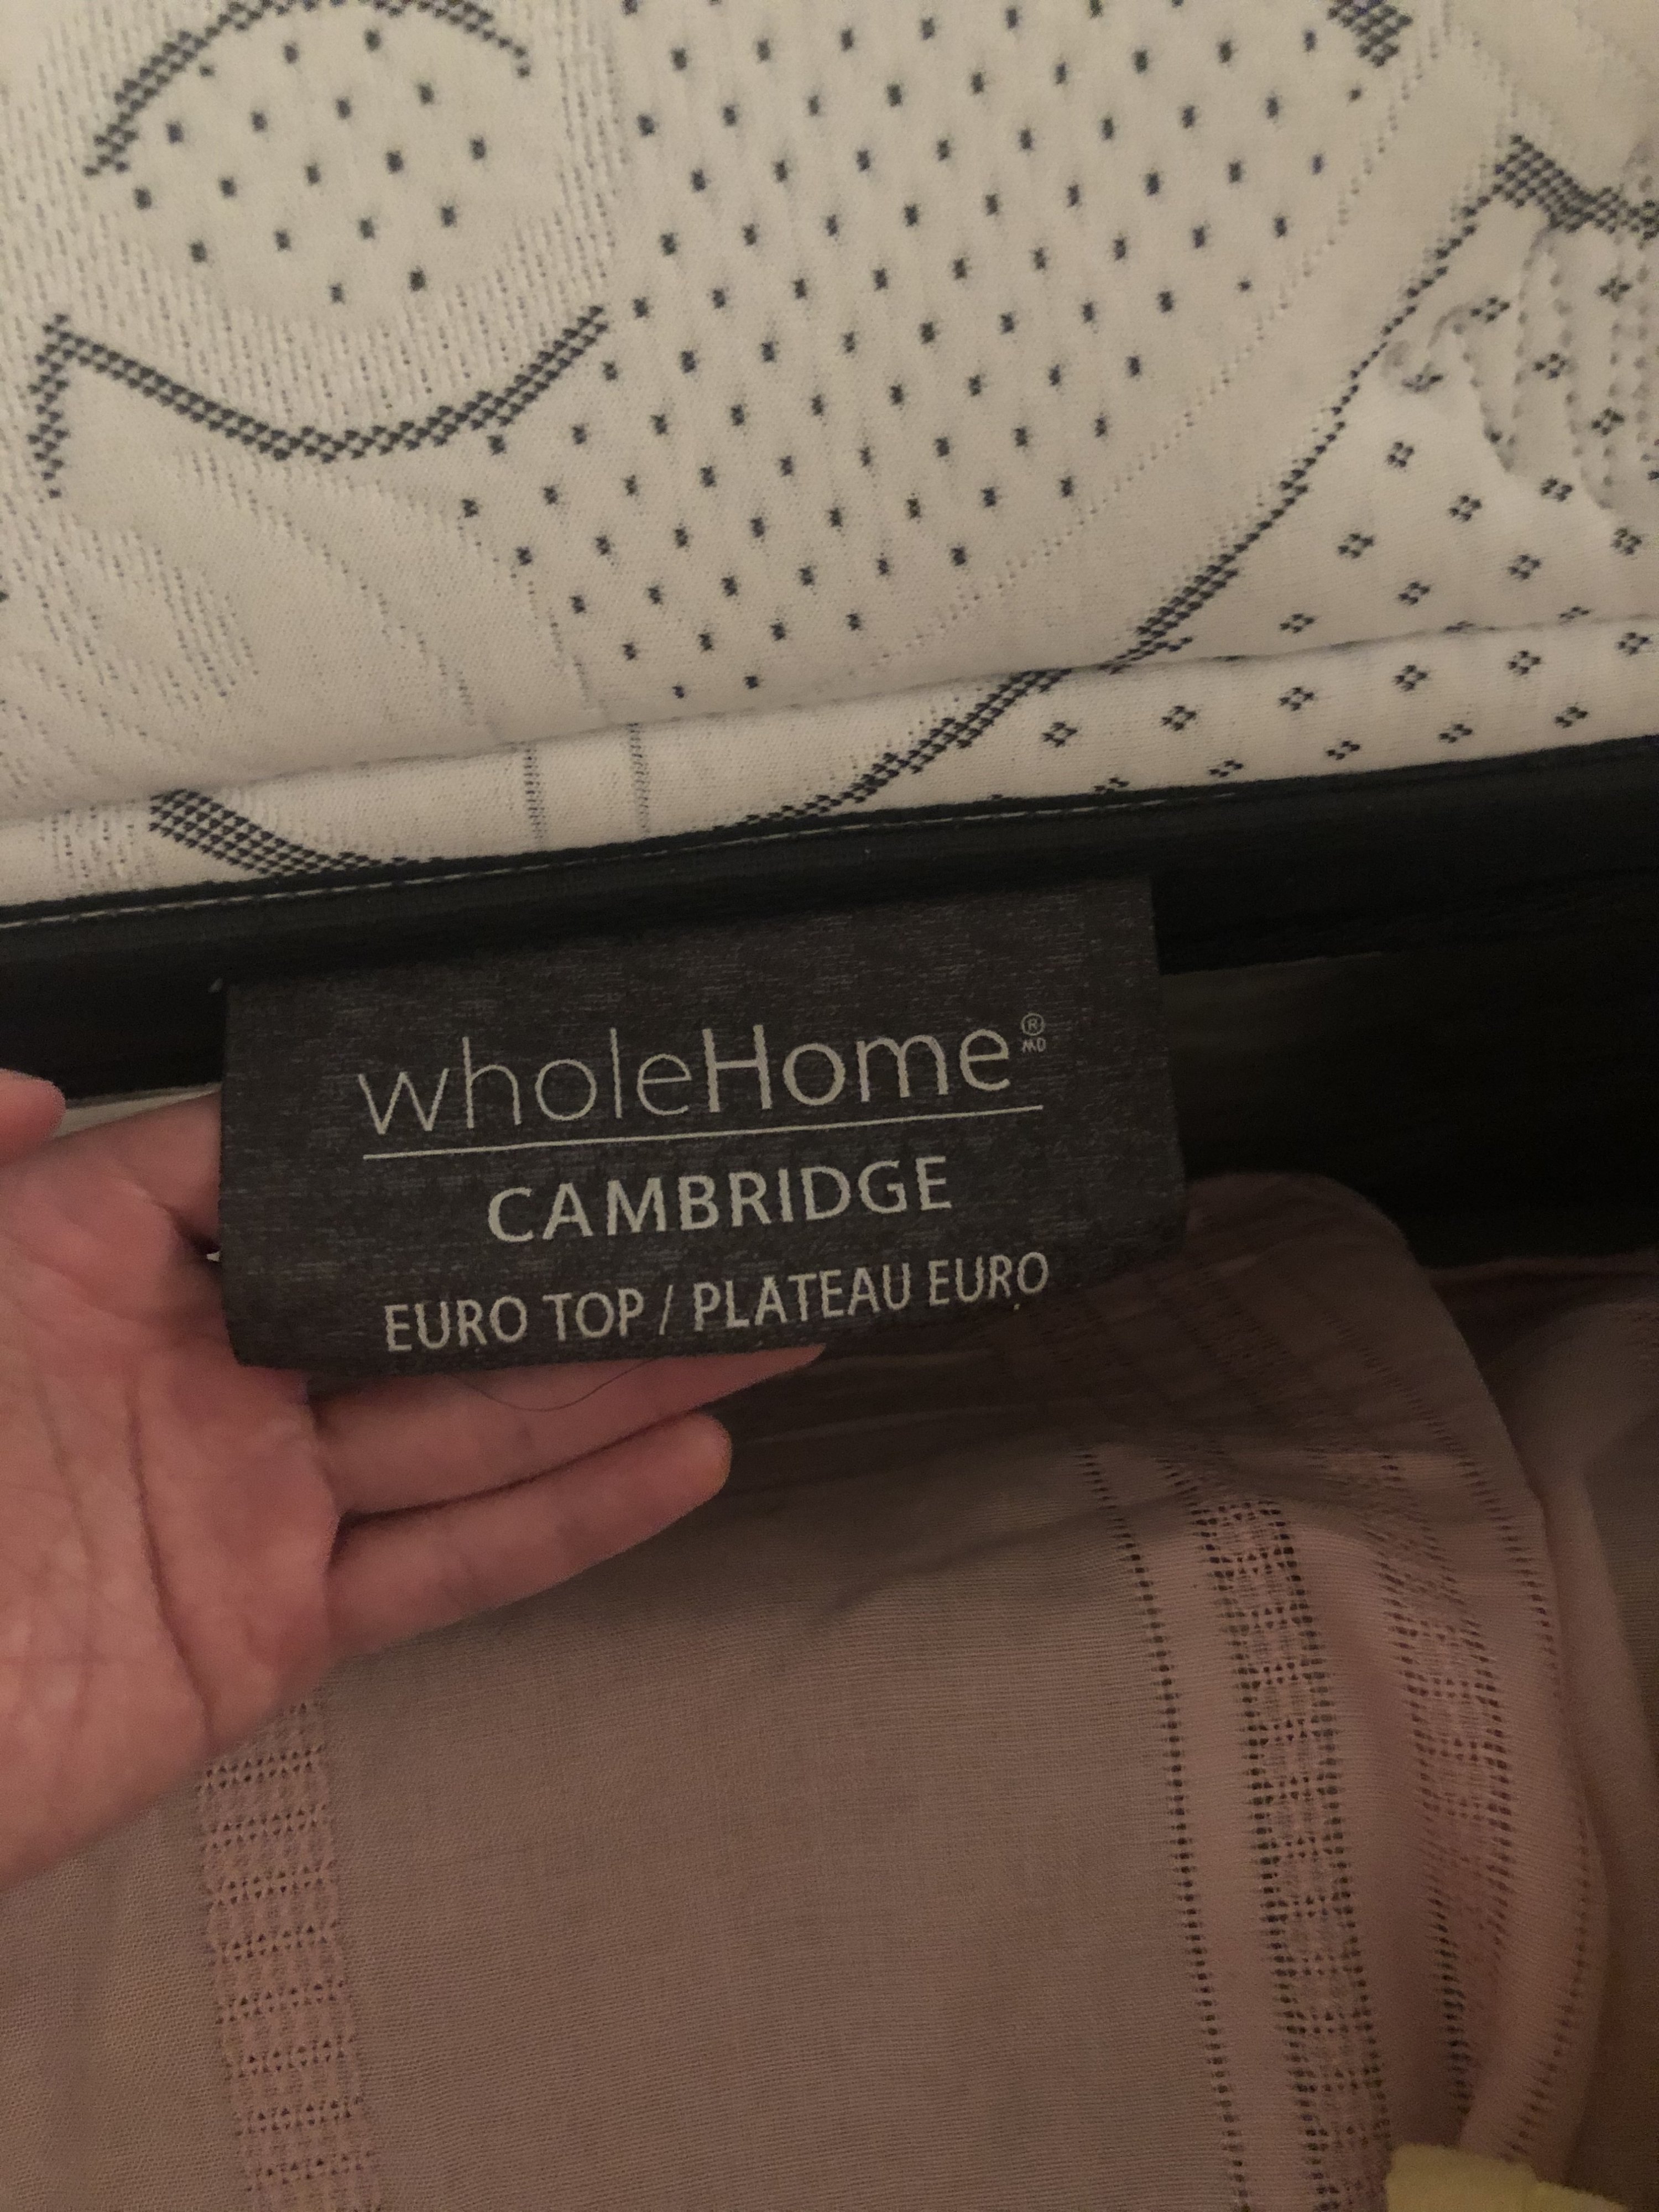 wholeHome® MD
CAMBRIDGE
EURO TOP / PLATEAU EURO